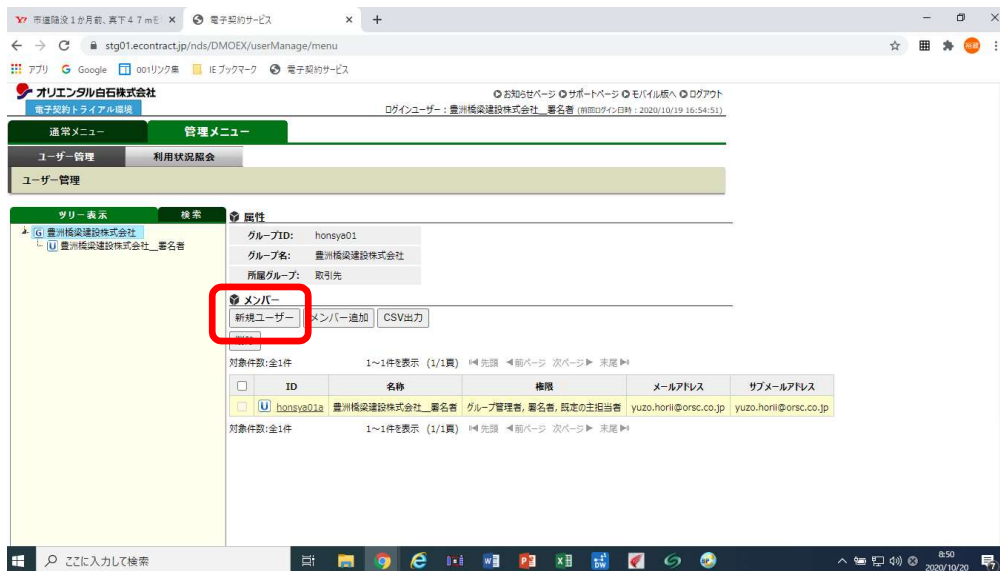 市道陥没1か月前、真下47mモ
電子契約サービス
stg01.econtract.jp/nds/DMOEX/userManage/menu
アプリ Google 001リンク集 IEブックマーク 電子契約サービス
オリエンタル白石株式会社
お知らせページ サポートページ モバイル版へ ログアウト
電子契約トライアル環境
ログインユーザー：豊洲橋梁建設株式会社__署名者 (前回ログイン日時：2020/10/19 16:54:51)
通常メニュー 管理メニュー
ユーザー管理 利用状況照会
ユーザー管理
ツリー表示 検索
G 豊洲橋梁建設株式会社
U 豊洲橋梁建設株式会社__署名者
属性
グループID: honsya01
グループ名: 豊洲橋梁建設株式会社
所属グループ: 取引先
メンバー
新規ユーザー メンバー追加 CSV出力
対象件数:全1件 1～1件を表示 (1/1頁) 先頭 前ページ 次ページ 末尾
ID 名称 権限 メールアドレス サブメールアドレス
U honsya01a 豊洲橋梁建設株式会社__署名者 グループ管理者, 署名者, 既定の主担当者 yuzo.horii@orsc.co.jp yuzo.horii@orsc.co.jp
対象件数:全1件 1～1件を表示 (1/1頁) 先頭 前ページ 次ページ 末尾
ここに入力して検索
8:50
2020/10/20